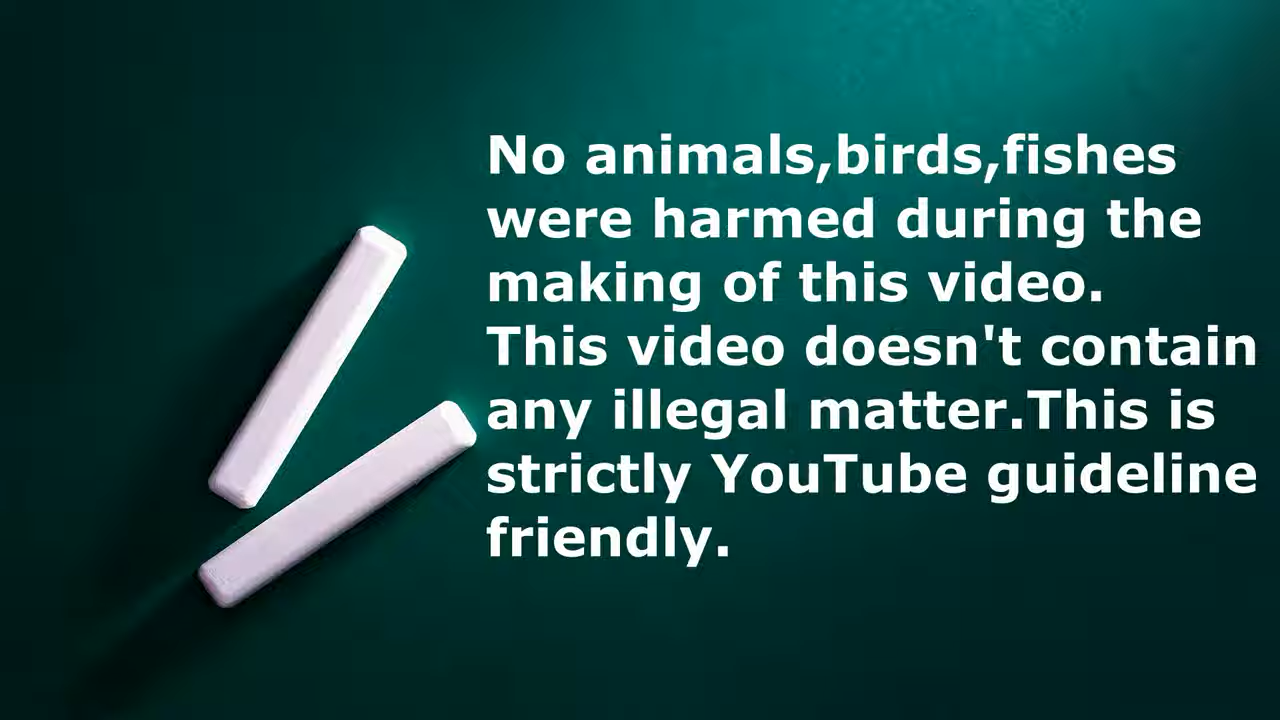 No animals,birds,fishes
were harmed during the
making of this video.
This video doesn't contain
any illegal matter.This is
strictly YouTube guideline
friendly.